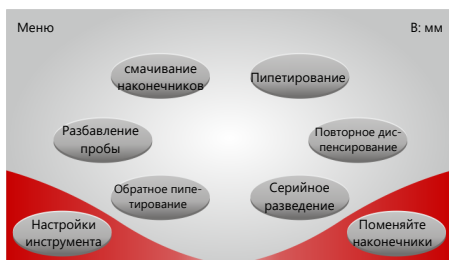 Меню
В: мм
смачивание
наконечников
Пипетирование
Разбавление
пробы
Повторное дис-
пенсирование
Обратное пипе-
тирование
Серийное
разведение
Настройки
инструмента
Поменяйте
наконечники